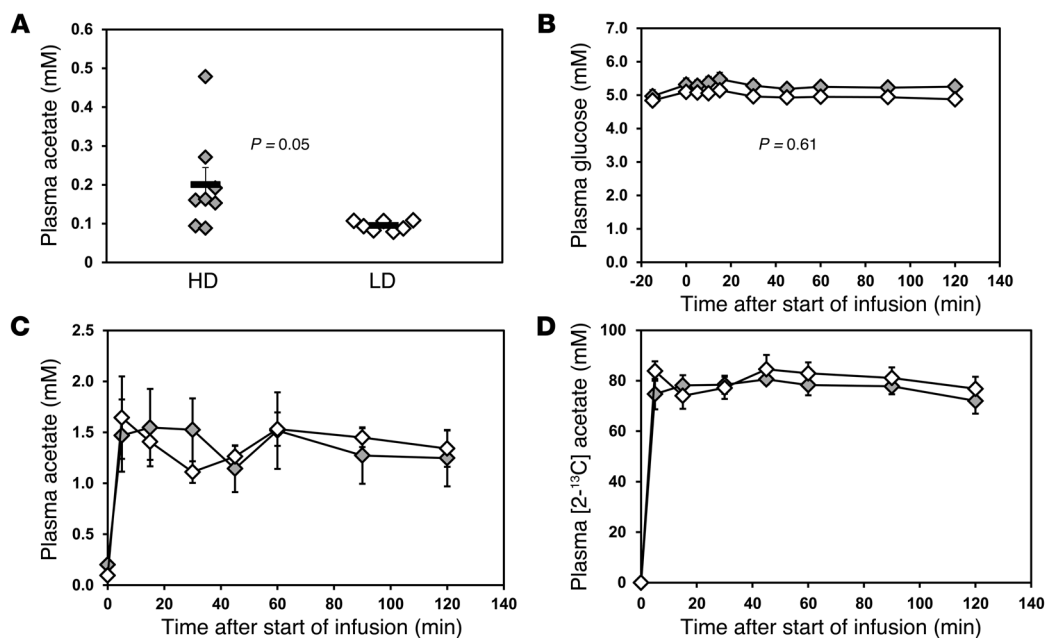 A
Plasma acetate (mM)
0.6
0.5
0.4
0.3
0.2
0.1
0
P = 0.05
HD
LD
B
Plasma glucose (mM)
7.0
6.0
5.0
4.0
3.0
2.0
1.0
0.0
P = 0.61
-20 0 20 40 60 80 100 120 140
Time after start of infusion (min)
C
Plasma acetate (mM)
2.5
2.0
1.5
1.0
0.5
0.0
0 20 40 60 80 100 120 140
Time after start of infusion (min)
D
Plasma [2-¹³C] acetate (mM)
100
80
60
40
20
0
0 20 40 60 80 100 120 140
Time after start of infusion (min)